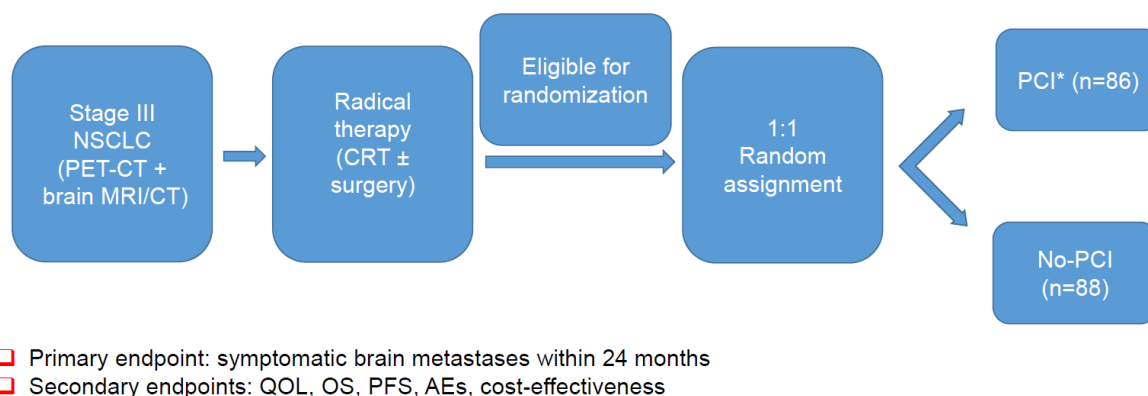 Stage III
NSCLC
(PET-CT +
brain MRI/CT)
Radical
therapy
(CRT ±
surgery)
Eligible for
randomization
1:1
Random
assignment
PCI* (n=86)
No-PCI
(n=88)
Primary endpoint: symptomatic brain metastases within 24 months
Secondary endpoints: QOL, OS, PFS, AEs, cost-effectiveness